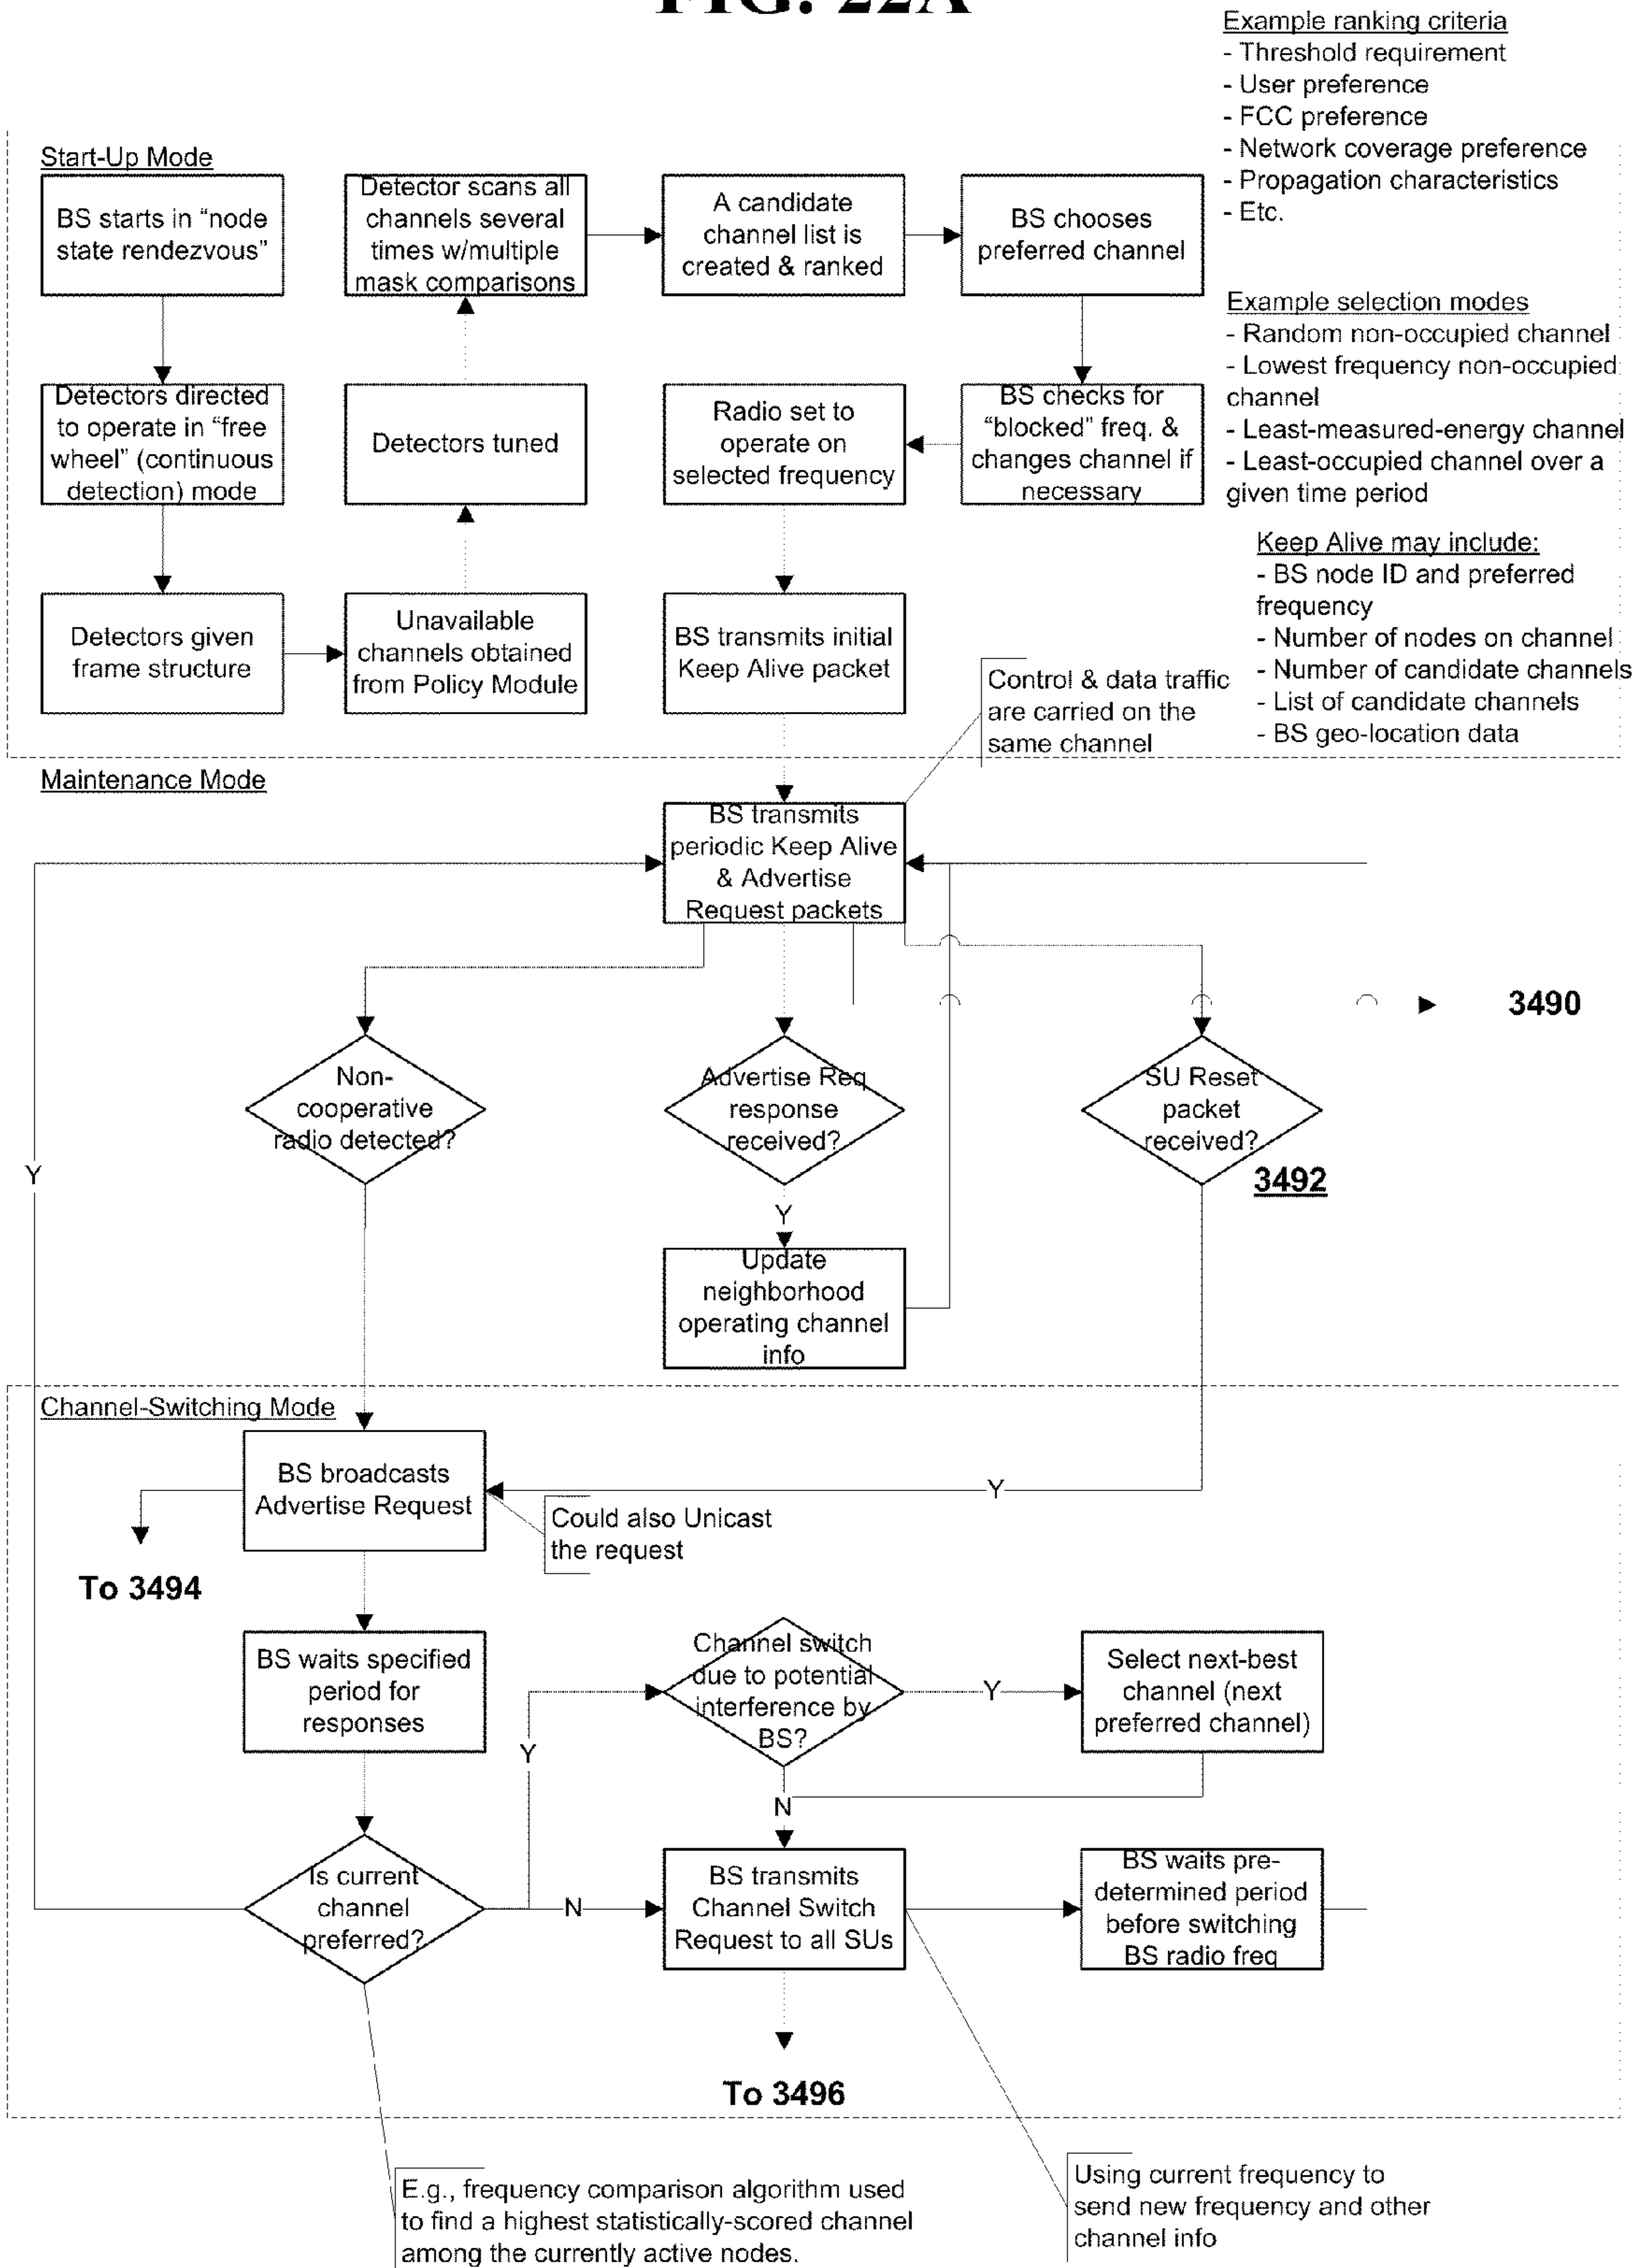 FIG. 22A
Example ranking criteria
- Threshold requirement
- User preference
- FCC preference
- Network coverage preference
- Propagation characteristics
- Etc.
Start-Up Mode
BS starts in “node
state rendezvous”
Detector scans all
channels several
times w/multiple
mask comparisons
A candidate
channel list is
created & ranked
BS chooses
preferred channel
Example selection modes
- Random non-occupied channel
- Lowest frequency non-occupied
channel
- Least-measured-energy channel
- Least-occupied channel over a
given time period
Detectors directed
to operate in “free
wheel” (continuous
detection) mode
Detectors tuned
Radio set to
operate on
selected frequency
BS checks for
“blocked” freq. &
changes channel if
necessary
Keep Alive may include:
- BS node ID and preferred
frequency
- Number of nodes on channel
- Number of candidate channels
- List of candidate channels
- BS geo-location data
Detectors given
frame structure
Unavailable
channels obtained
from Policy Module
BS transmits initial
Keep Alive packet
Control & data traffic
are carried on the
same channel
Maintenance Mode
BS transmits
periodic Keep Alive
& Advertise
Request packets
3490
Non-
cooperative
radio detected?
Advertise Req
response
received?
SU Reset
packet
received?
3492
Y
Y
Update
neighborhood
operating channel
info
Channel-Switching Mode
BS broadcasts
Advertise Request
Y
Could also Unicast
the request
To 3494
BS waits specified
period for
responses
Channel switch
due to potential
interference by
BS?
Y
Select next-best
channel (next
preferred channel)
Y
N
Is current
channel
preferred?
N
BS transmits
Channel Switch
Request to all SUs
BS waits pre-
determined period
before switching
BS radio freq
To 3496
E.g., frequency comparison algorithm used
to find a highest statistically-scored channel
among the currently active nodes.
Using current frequency to
send new frequency and other
channel info